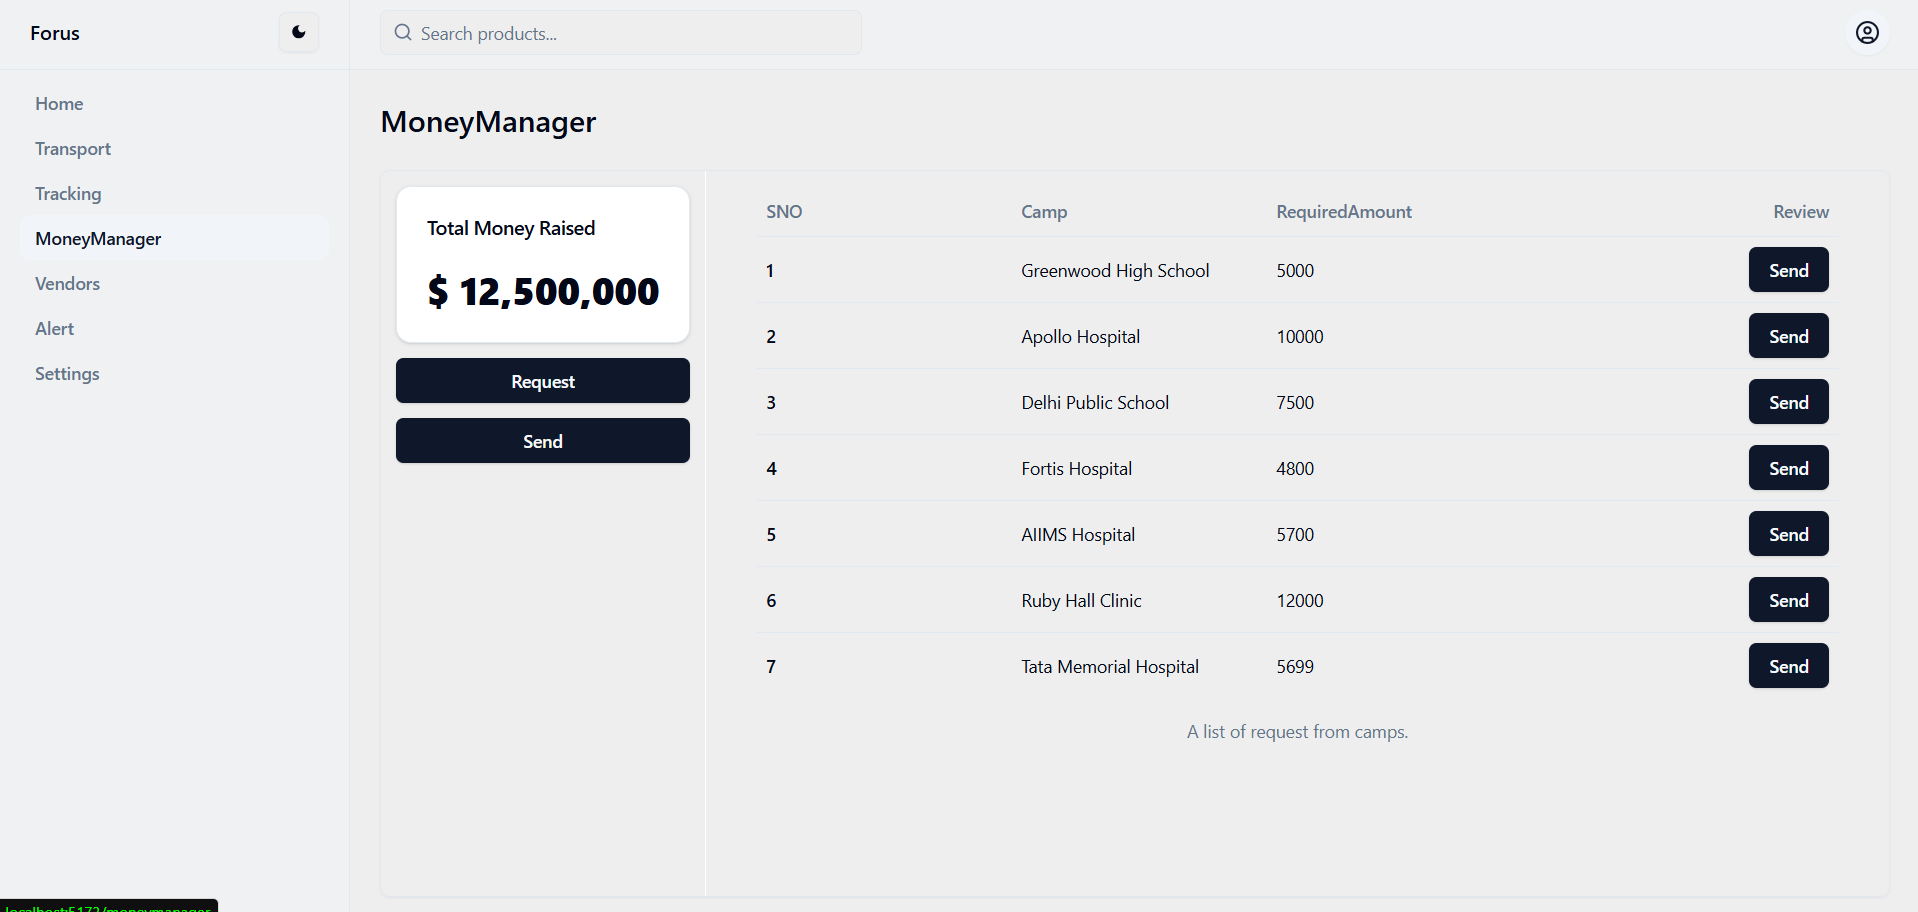 Forus
Search products...
Home
Transport
Tracking
MoneyManager
Vendors
Alert
Settings
MoneyManager
Total Money Raised
$ 12,500,000
Request
Send
SNO Camp RequiredAmount Review
1 Greenwood High School 5000 Send
2 Apollo Hospital 10000 Send
3 Delhi Public School 7500 Send
4 Fortis Hospital 4800 Send
5 AIIMS Hospital 5700 Send
6 Ruby Hall Clinic 12000 Send
7 Tata Memorial Hospital 5699 Send
A list of request from camps.
localhost:5173/moneymanager